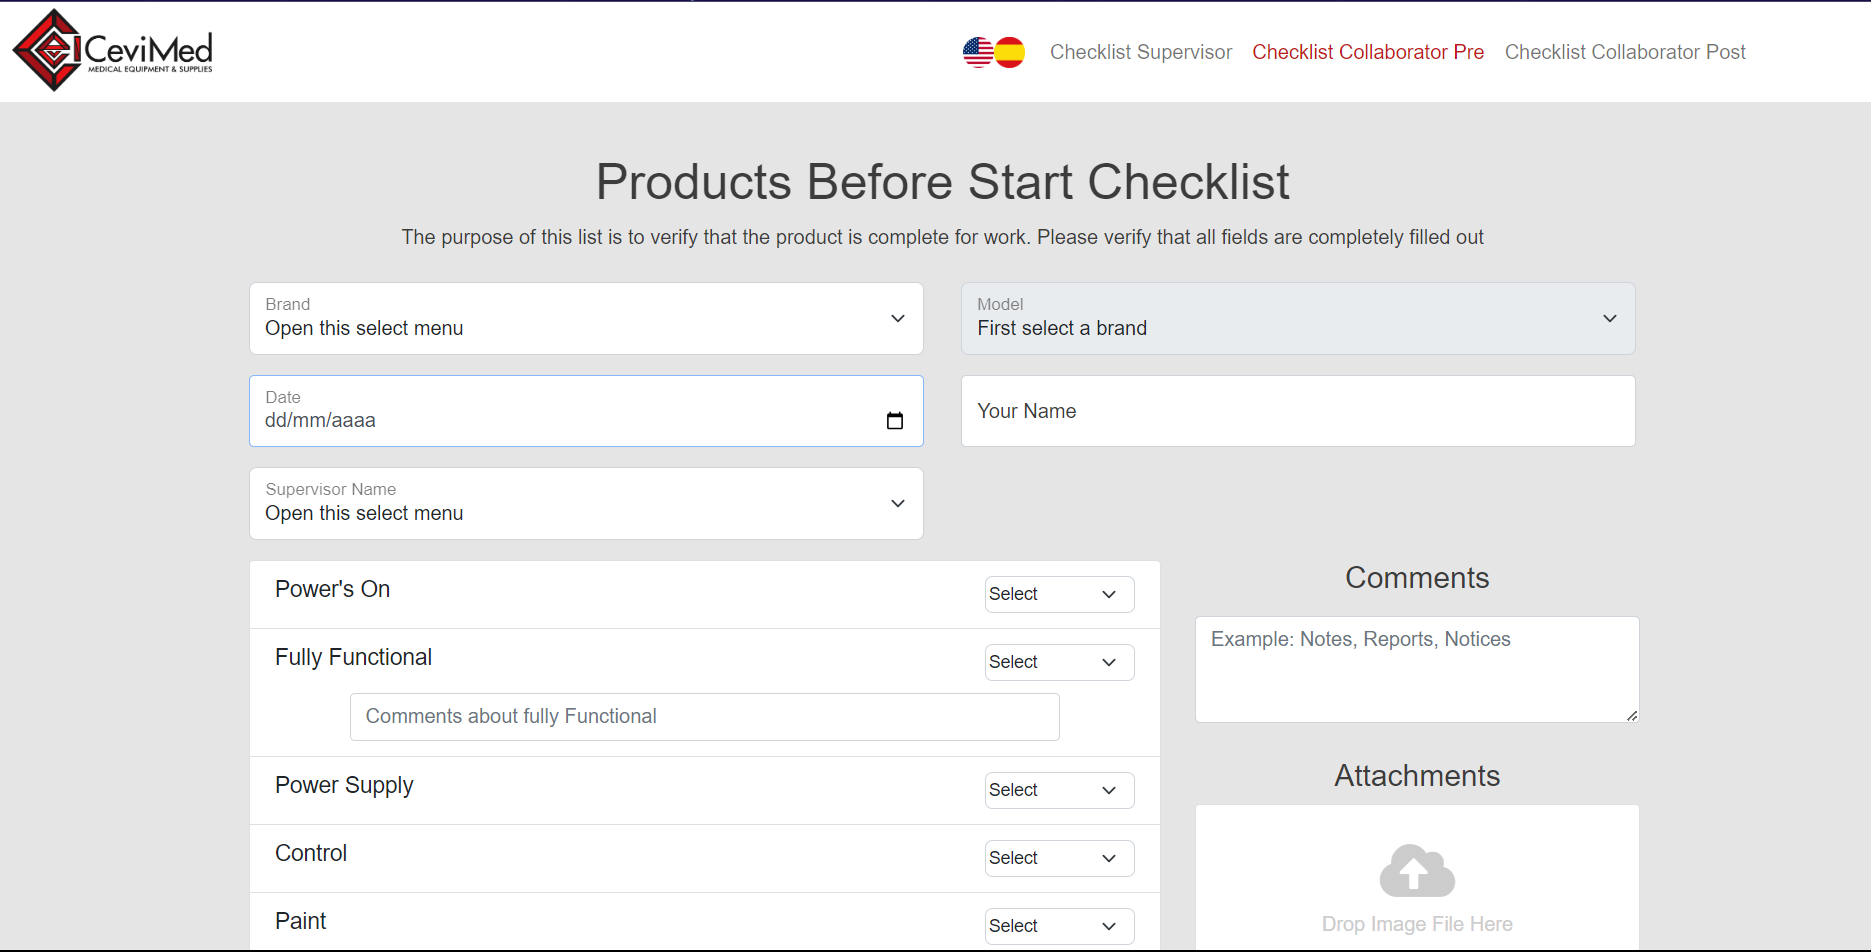 CeviMed
MEDICAL EQUIPMENT & SUPPLIES
Checklist Supervisor
Checklist Collaborator Pre
Checklist Collaborator Post
Products Before Start Checklist
The purpose of this list is to verify that the product is complete for work. Please verify that all fields are completely filled out
Brand
Open this select menu
Model
First select a brand
Date
dd/mm/aaaa
Your Name
Supervisor Name
Open this select menu
Power's On
Select
Fully Functional
Select
Comments about fully Functional
Power Supply
Select
Control
Select
Paint
Select
Comments
Example: Notes, Reports, Notices
Attachments
Drop Image File Here